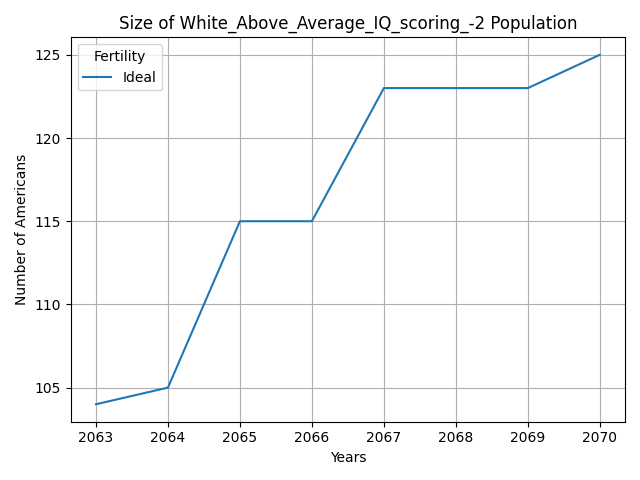 Size of White_Above_Average_IQ_scoring_-2 Population
Fertility
Ideal
Number of Americans
125
120
115
110
105
2063 2064 2065 2066 2067 2068 2069 2070
Years